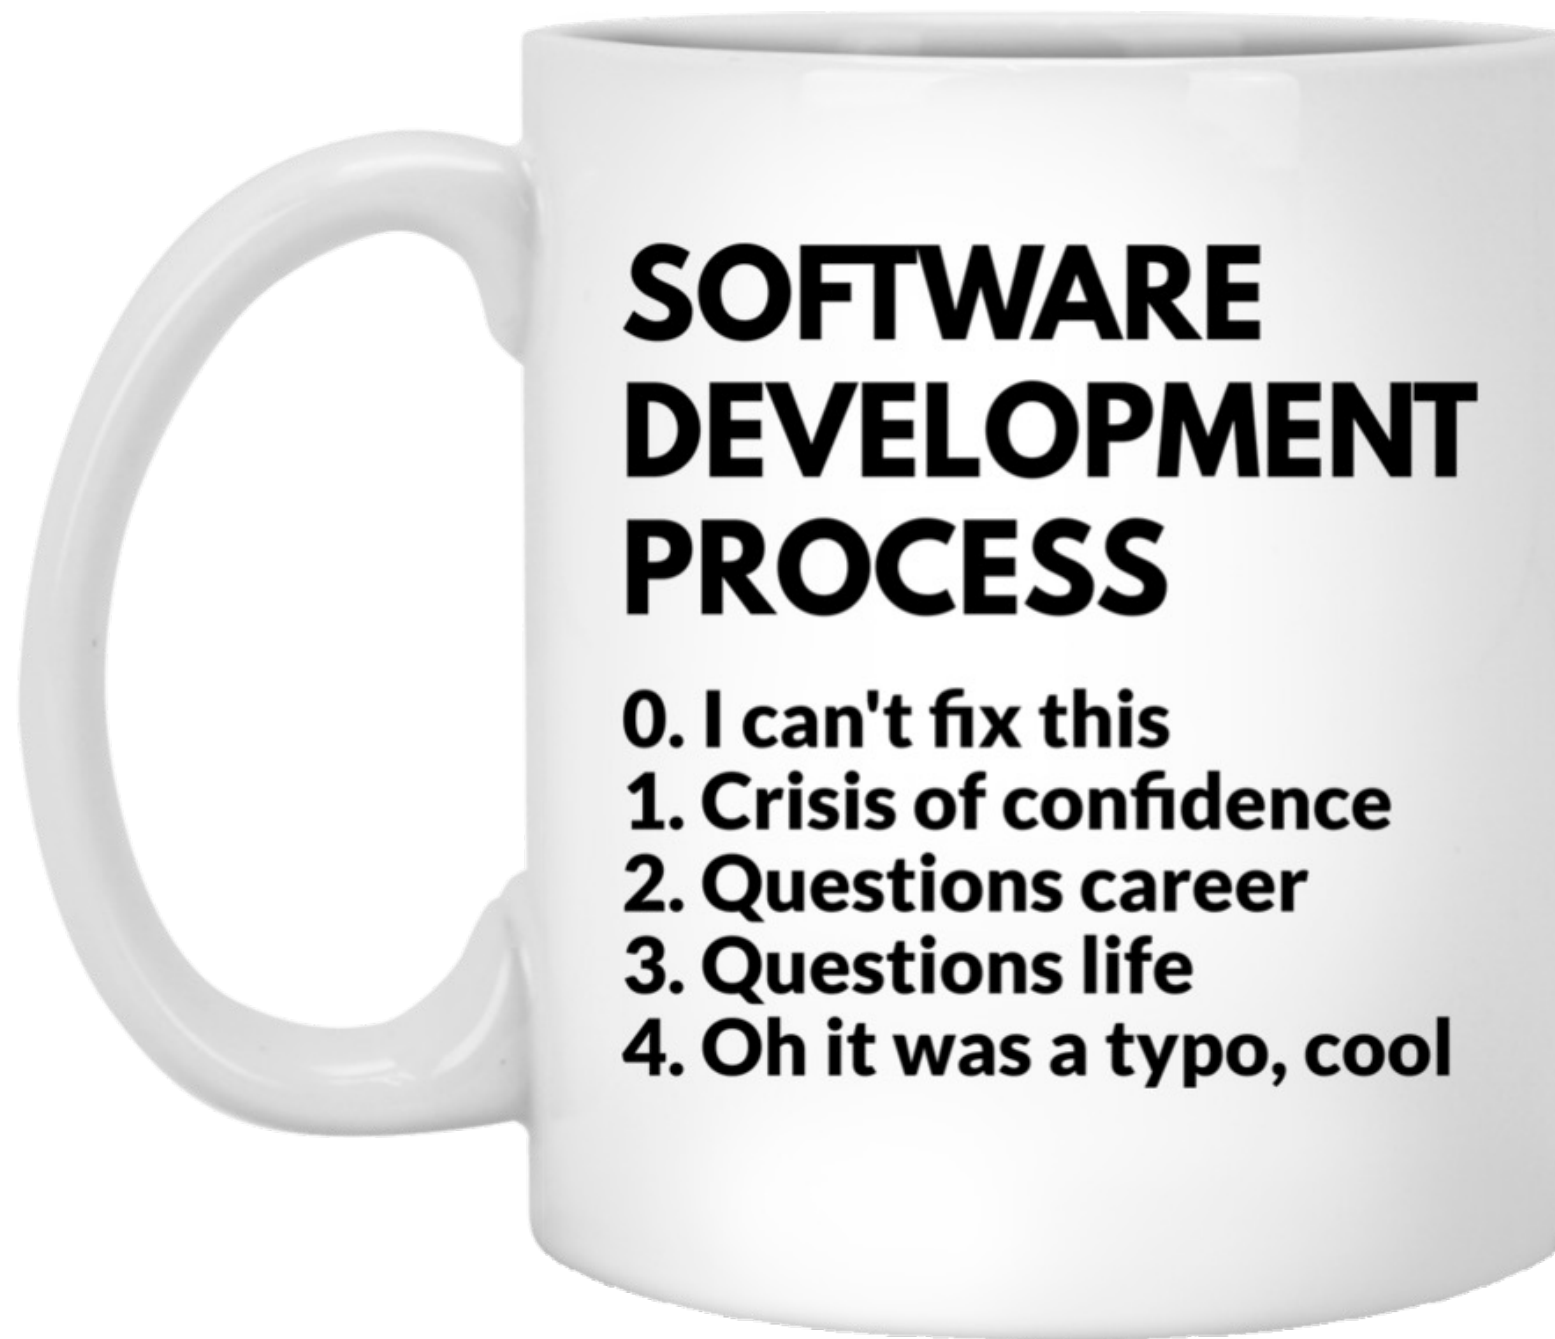 SOFTWARE
DEVELOPMENT
PROCESS
0. I can't fix this
1. Crisis of confidence
2. Questions career
3. Questions life
4. Oh it was a typo, cool